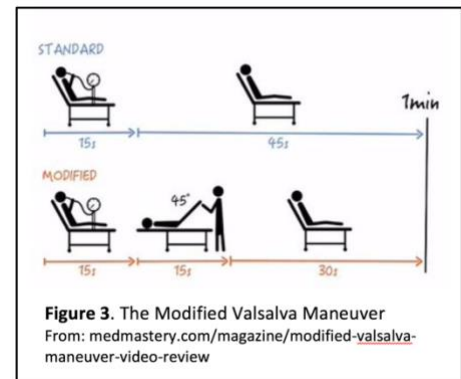 STANDARD
1min
15s
45s
MODIFIED
45°
15s
15s
30s
Figure 3. The Modified Valsalva Maneuver
From: medmastery.com/magazine/modified-valsalva-
maneuver-video-review